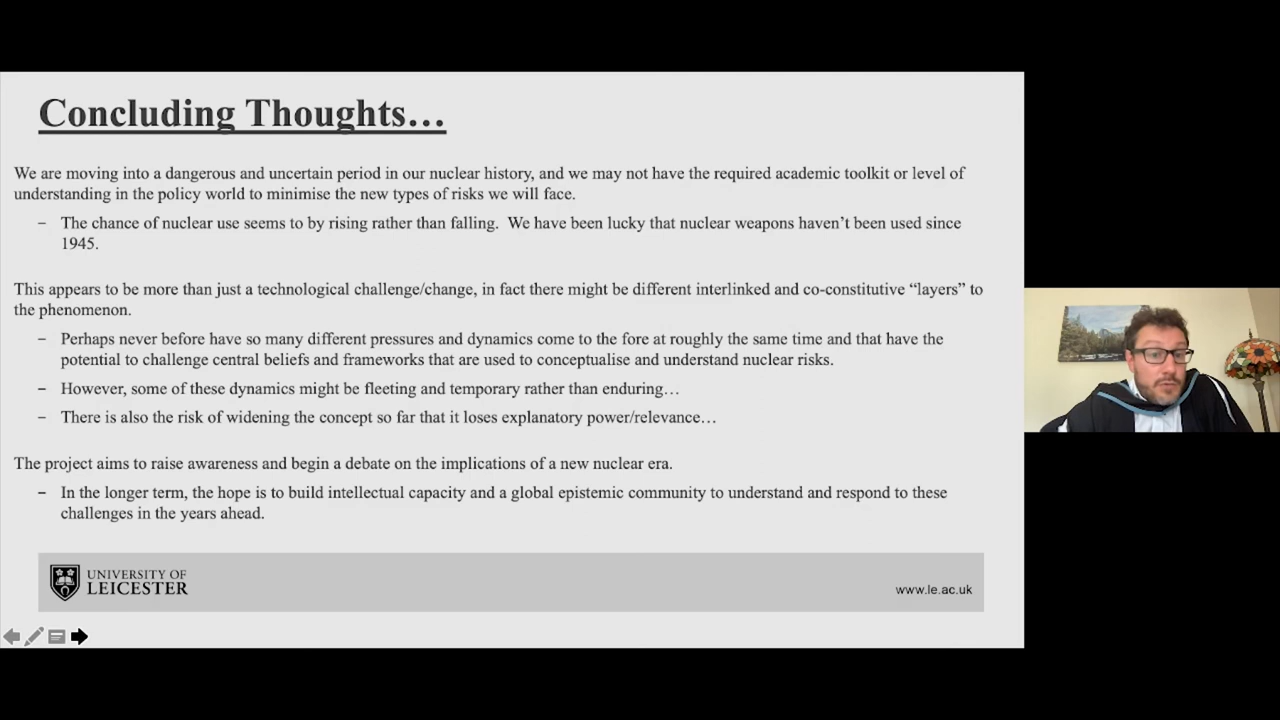 Concluding Thoughts…
We are moving into a dangerous and uncertain period in our nuclear history, and we may not have the required academic toolkit or level of
understanding in the policy world to minimise the new types of risks we will face.
– The chance of nuclear use seems to by rising rather than falling.  We have been lucky that nuclear weapons haven’t been used since
1945.
This appears to be more than just a technological challenge/change, in fact there might be different interlinked and co-constitutive “layers” to
the phenomenon.
– Perhaps never before have so many different pressures and dynamics come to the fore at roughly the same time and that have the
potential to challenge central beliefs and frameworks that are used to conceptualise and understand nuclear risks.
– However, some of these dynamics might be fleeting and temporary rather than enduring…
– There is also the risk of widening the concept so far that it loses explanatory power/relevance…
The project aims to raise awareness and begin a debate on the implications of a new nuclear era.
– In the longer term, the hope is to build intellectual capacity and a global epistemic community to understand and respond to these
challenges in the years ahead.
UNIVERSITY OF
LEICESTER
www.le.ac.uk